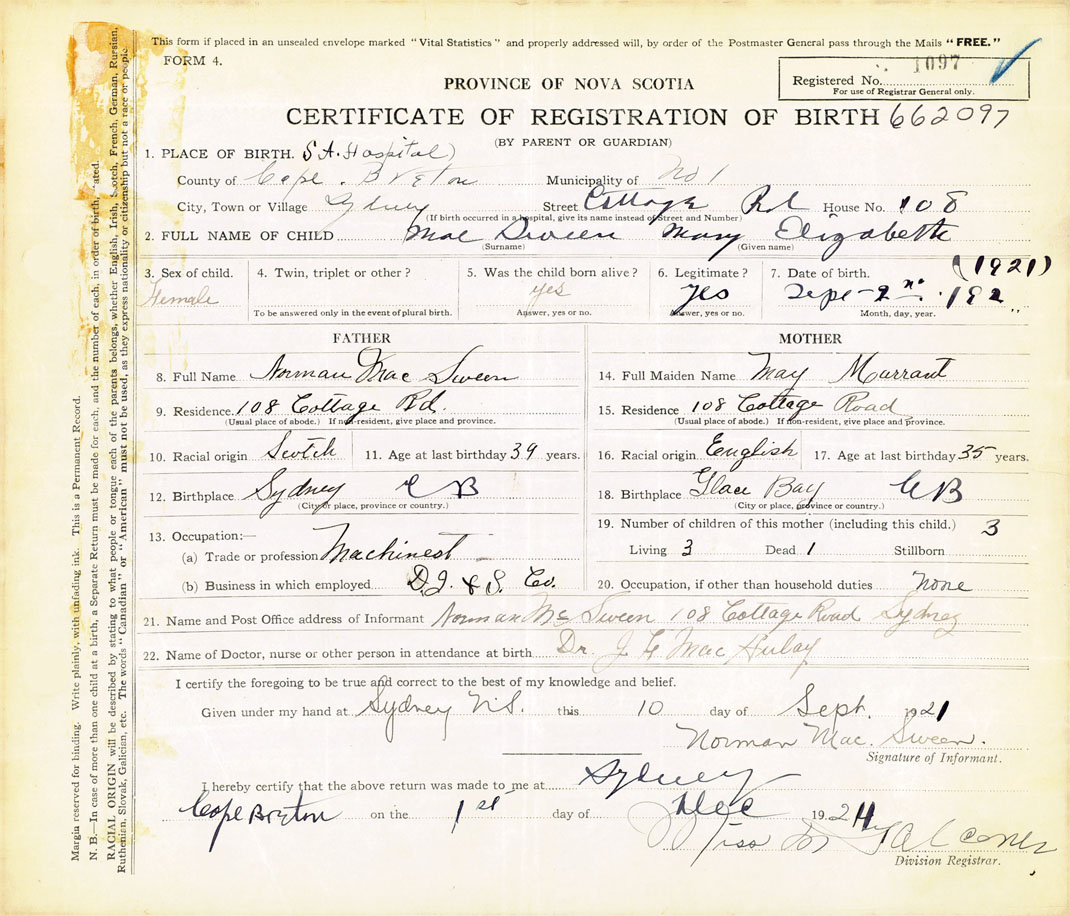 This form if placed in an unsealed envelope marked "Vital Statistics" and properly addressed will, by order of the Postmaster General pass through the Mails "FREE."
FORM 4.
1097
Registered No.
For use of Registrar General only.
PROVINCE OF NOVA SCOTIA
CERTIFICATE OF REGISTRATION OF BIRTH 662097
(BY PARENT OR GUARDIAN)
1. PLACE OF BIRTH. S A. Hospital)
County of Cape Breton Municipality of No 1
City, Town or Village Sydney Street Cottage Rd House No. 108
(If birth occurred in a hospital, give its name instead of Street and Number)
2. FULL NAME OF CHILD Mac Sween Mary Elizabeth
(Surname) (Given name)
3. Sex of child. 4. Twin, triplet or other? 5. Was the child born alive? 6. Legitimate? 7. Date of birth. (1921)
Female yes yes Sept - 2nd 192
To be answered only in the event of plural birth. Answer, yes or no. Answer, yes or no. Month, day, year.
FATHER MOTHER
8. Full Name Norman Mac Sween 14. Full Maiden Name May Marrant
9. Residence. 108 Cottage Rd. 15. Residence 108 Cottage Road
(Usual place of abode.) If non-resident, give place and province. (Usual place of abode.) If non-resident, give place and province.
10. Racial origin Scotch 11. Age at last birthday 39 years. 16. Racial origin English 17. Age at last birthday 35 years.
12. Birthplace Sydney C B 18. Birthplace Glace Bay C B
(City or place, province or country.) (City or place, province or country.)
13. Occupation:— 19. Number of children of this mother (including this child.) 3
(a) Trade or profession Machinest Living 3 Dead 1 Stillborn
(b) Business in which employed D. I. & S. Co. 20. Occupation, if other than household duties None
21. Name and Post Office address of Informant Norman Mc Sween 108 Cottage Road Sydney
22. Name of Doctor, nurse or other person in attendance at birth Dr. J Mac Aulay
I certify the foregoing to be true and correct to the best of my knowledge and belief.
Given under my hand at Sydney N.S. this 10 day of Sept. 1921
Norman Mac. Sween.
Signature of Informant.
I hereby certify that the above return was made to me at Sydney
Cape Breton on the 1st day of Dec 1924
Miss Falconer
Division Registrar.
Margin reserved for binding. Write plainly, with unfading ink. This is a Permanent Record.
N. B.—In case of more than one child at a birth, a Separate Return must be made for each, and the number of each, in order of birth, stated.
RACIAL ORIGIN will be described by stating to what people or tongue each of the parents belongs, whether English, Irish, Scotch, French, German, Russian,
Ruthenian, Slovak, Galician, etc. The words "Canadian" or "American" must not be used, as they express nationality or citizenship but not a race or people.